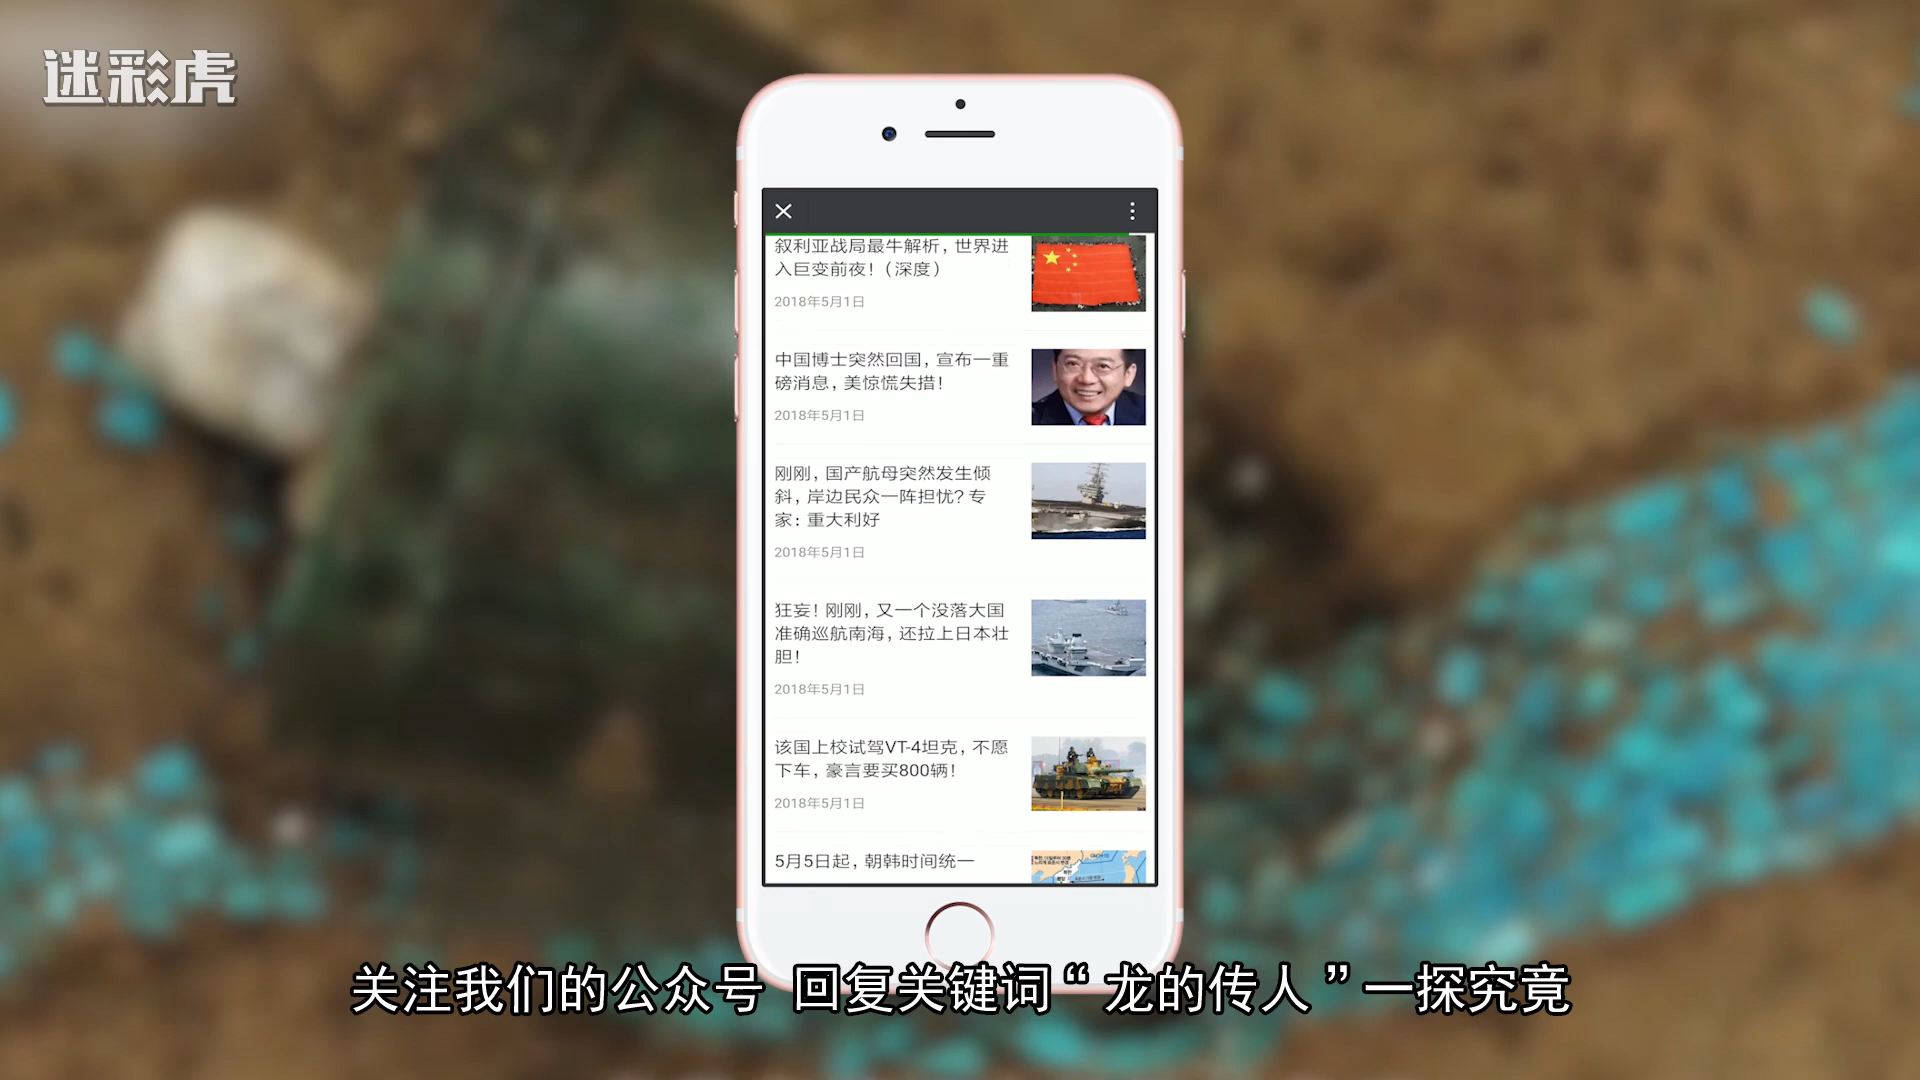 迷彩虎
叙利亚战局最牛解析，世界进
入巨变前夜！（深度）
2018年5月1日
中国博士突然回国，宣布一重
磅消息，美惊慌失措！
2018年5月1日
刚刚，国产航母突然发生倾
斜，岸边民众一阵担忧？专
家：重大利好
2018年5月1日
狂妄！刚刚，又一个没落大国
准确巡航南海，还拉上日本壮
胆！
2018年5月1日
该国上校试驾VT-4坦克，不愿
下车，豪言要买800辆！
2018年5月1日
5月5日起，朝韩时间统一
关注我们的公众号 回复关键词“龙的传人”一探究竟